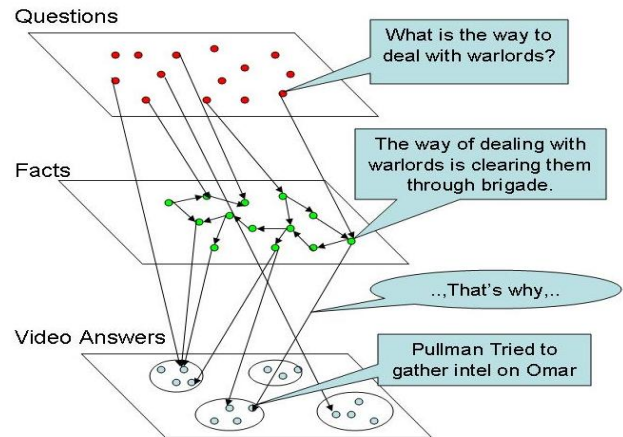 Questions
What is the way to
deal with warlords?
The way of dealing with
warlords is clearing them
through brigade.
Facts
..,That's why,..
Video Answers
Pullman Tried to
gather intel on Omar